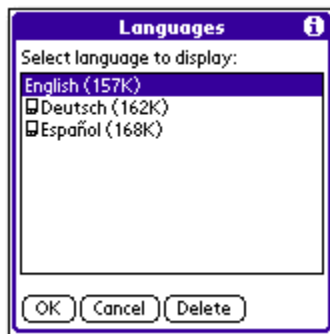 Languages i
Select language to display:
English (157K)
Deutsch (162K)
Español (168K)
OK Cancel Delete